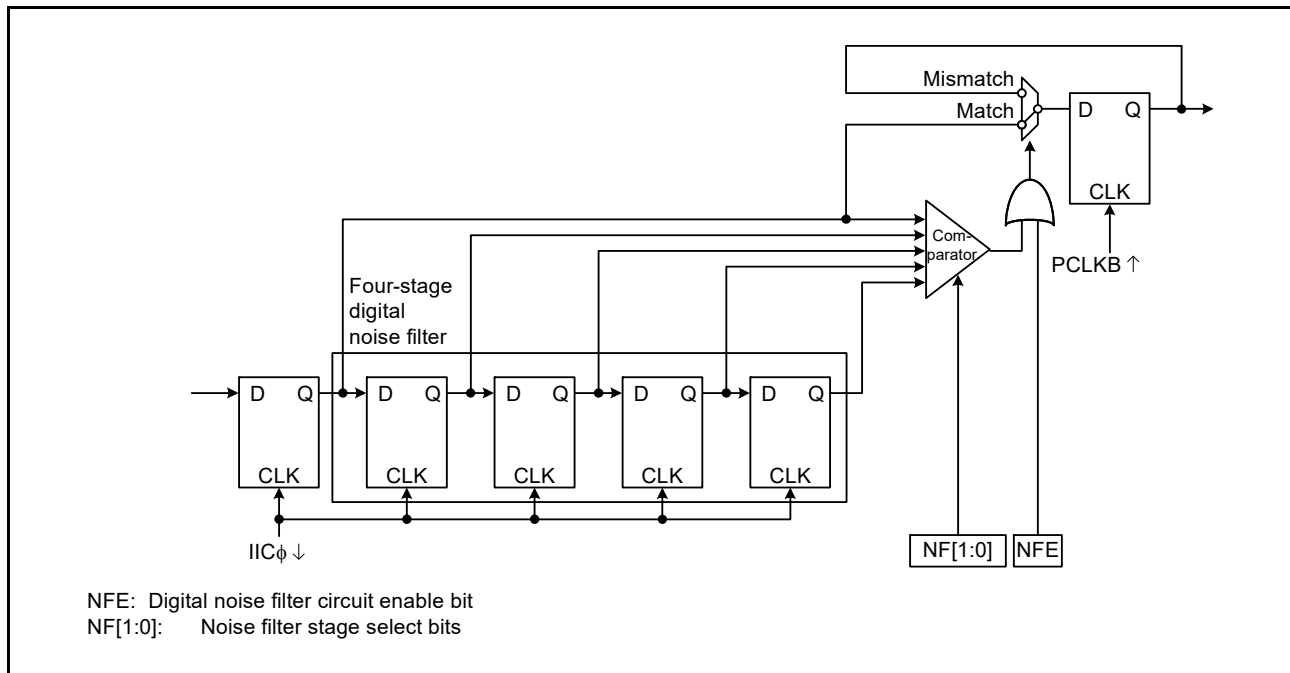 Mismatch
Match
D Q
CLK
PCLKB ↑
Com-
parator
Four-stage
digital
noise filter
D Q
CLK
D Q
CLK
D Q
CLK
D Q
CLK
D Q
CLK
IICϕ ↓
NF[1:0]
NFE
NFE: Digital noise filter circuit enable bit
NF[1:0]: Noise filter stage select bits